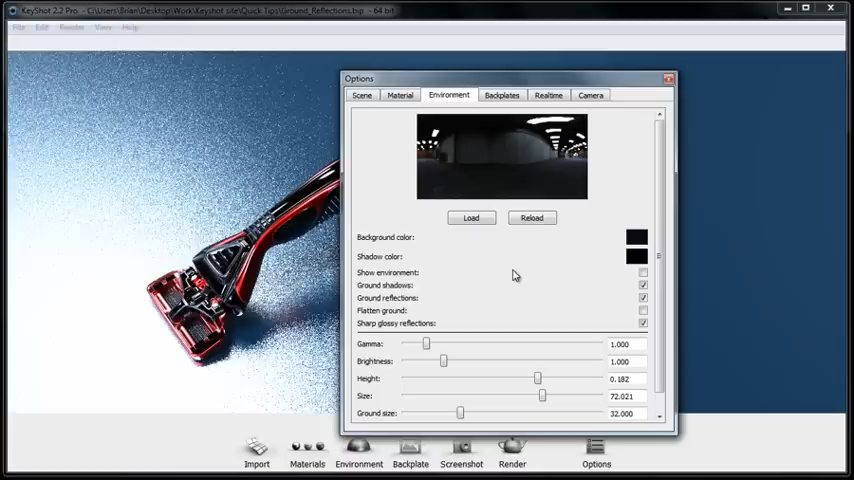 KeyShot 2.2 Pro - C:\Users\Brian\Desktop\Work\Keyshot site\Quick Tips\Ground_Reflections.bip - 64 bit
File Edit Render View Help
Options
Scene Material Environment Backplates Realtime Camera
Load Reload
Background color:
Shadow color:
Show environment:
Ground shadows:
Ground reflections:
Flatten ground:
Sharp glossy reflections:
Gamma: 1.000
Brightness: 1.000
Height: 0.182
Size: 72.021
Ground size: 32.000
Import Materials Environment Backplate Screenshot Render Options